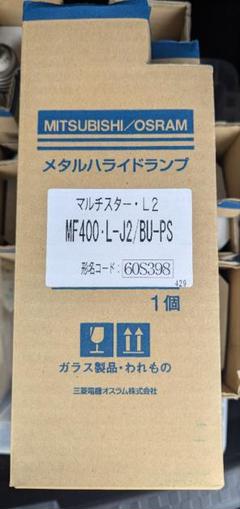 MITSUBISHI/OSRAM
メタルハライドランプ
マルチスター・L2
MF400・L-J2/BU-PS
形名コード: 60S398
429
1個
ガラス製品・われもの
三菱電機オスラム株式会社